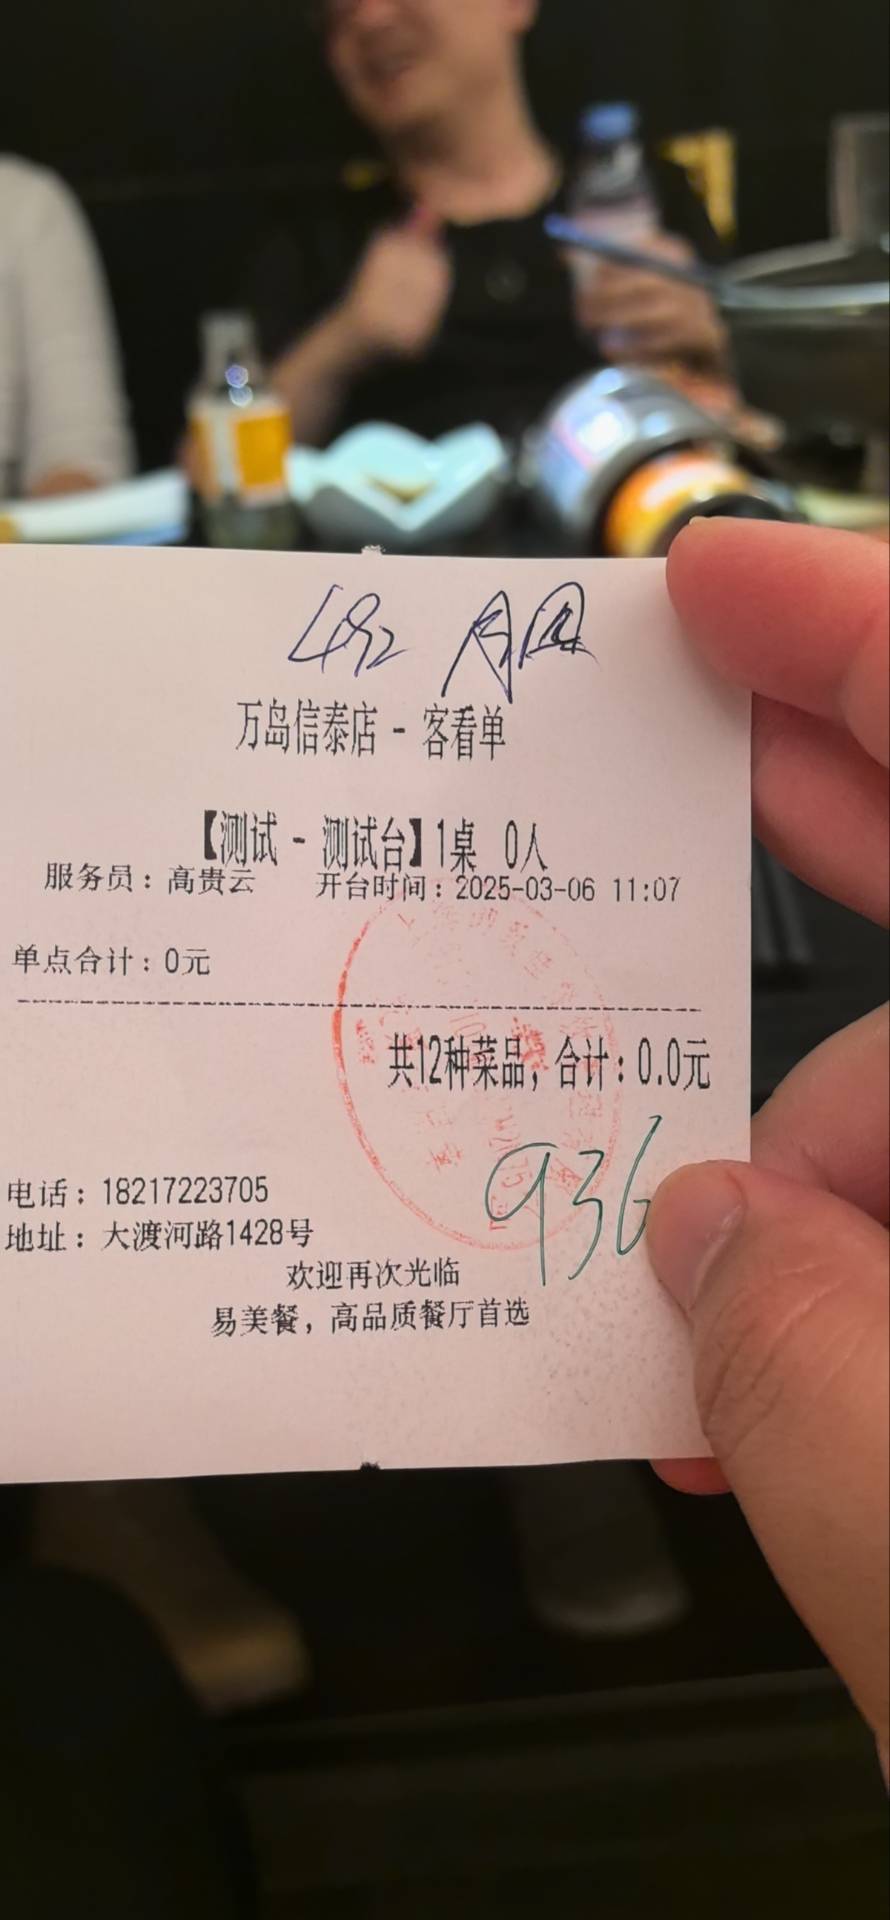 492
万岛信泰店 - 客看单
【测试 - 测试台】1桌 0人
服务员：高贵云 开台时间：2025-03-06 11:07
单点合计：0元
共12种菜品，合计：0.0元
936
电话：18217223705
地址：大渡河路1428号
欢迎再次光临
易美餐，高品质餐厅首选